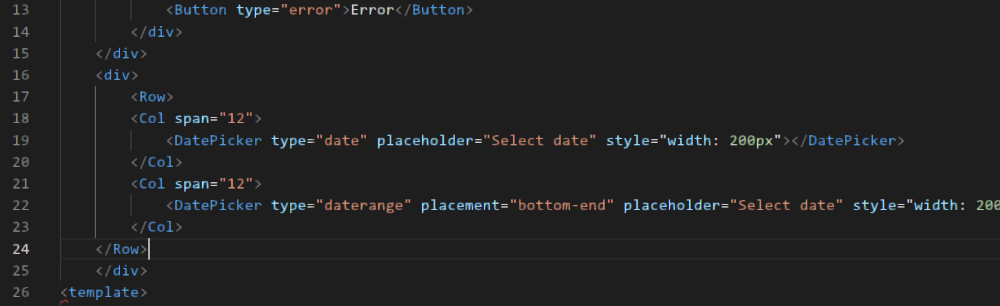 13 <Button type="error">Error</Button>
14 </div>
15 </div>
16 <div>
17 <Row>
18 <Col span="12">
19 <DatePicker type="date" placeholder="Select date" style="width: 200px"></DatePicker>
20 </Col>
21 <Col span="12">
22 <DatePicker type="daterange" placement="bottom-end" placeholder="Select date" style="width: 200
23 </Col>
24 </Row>
25 </div>
26 <template>